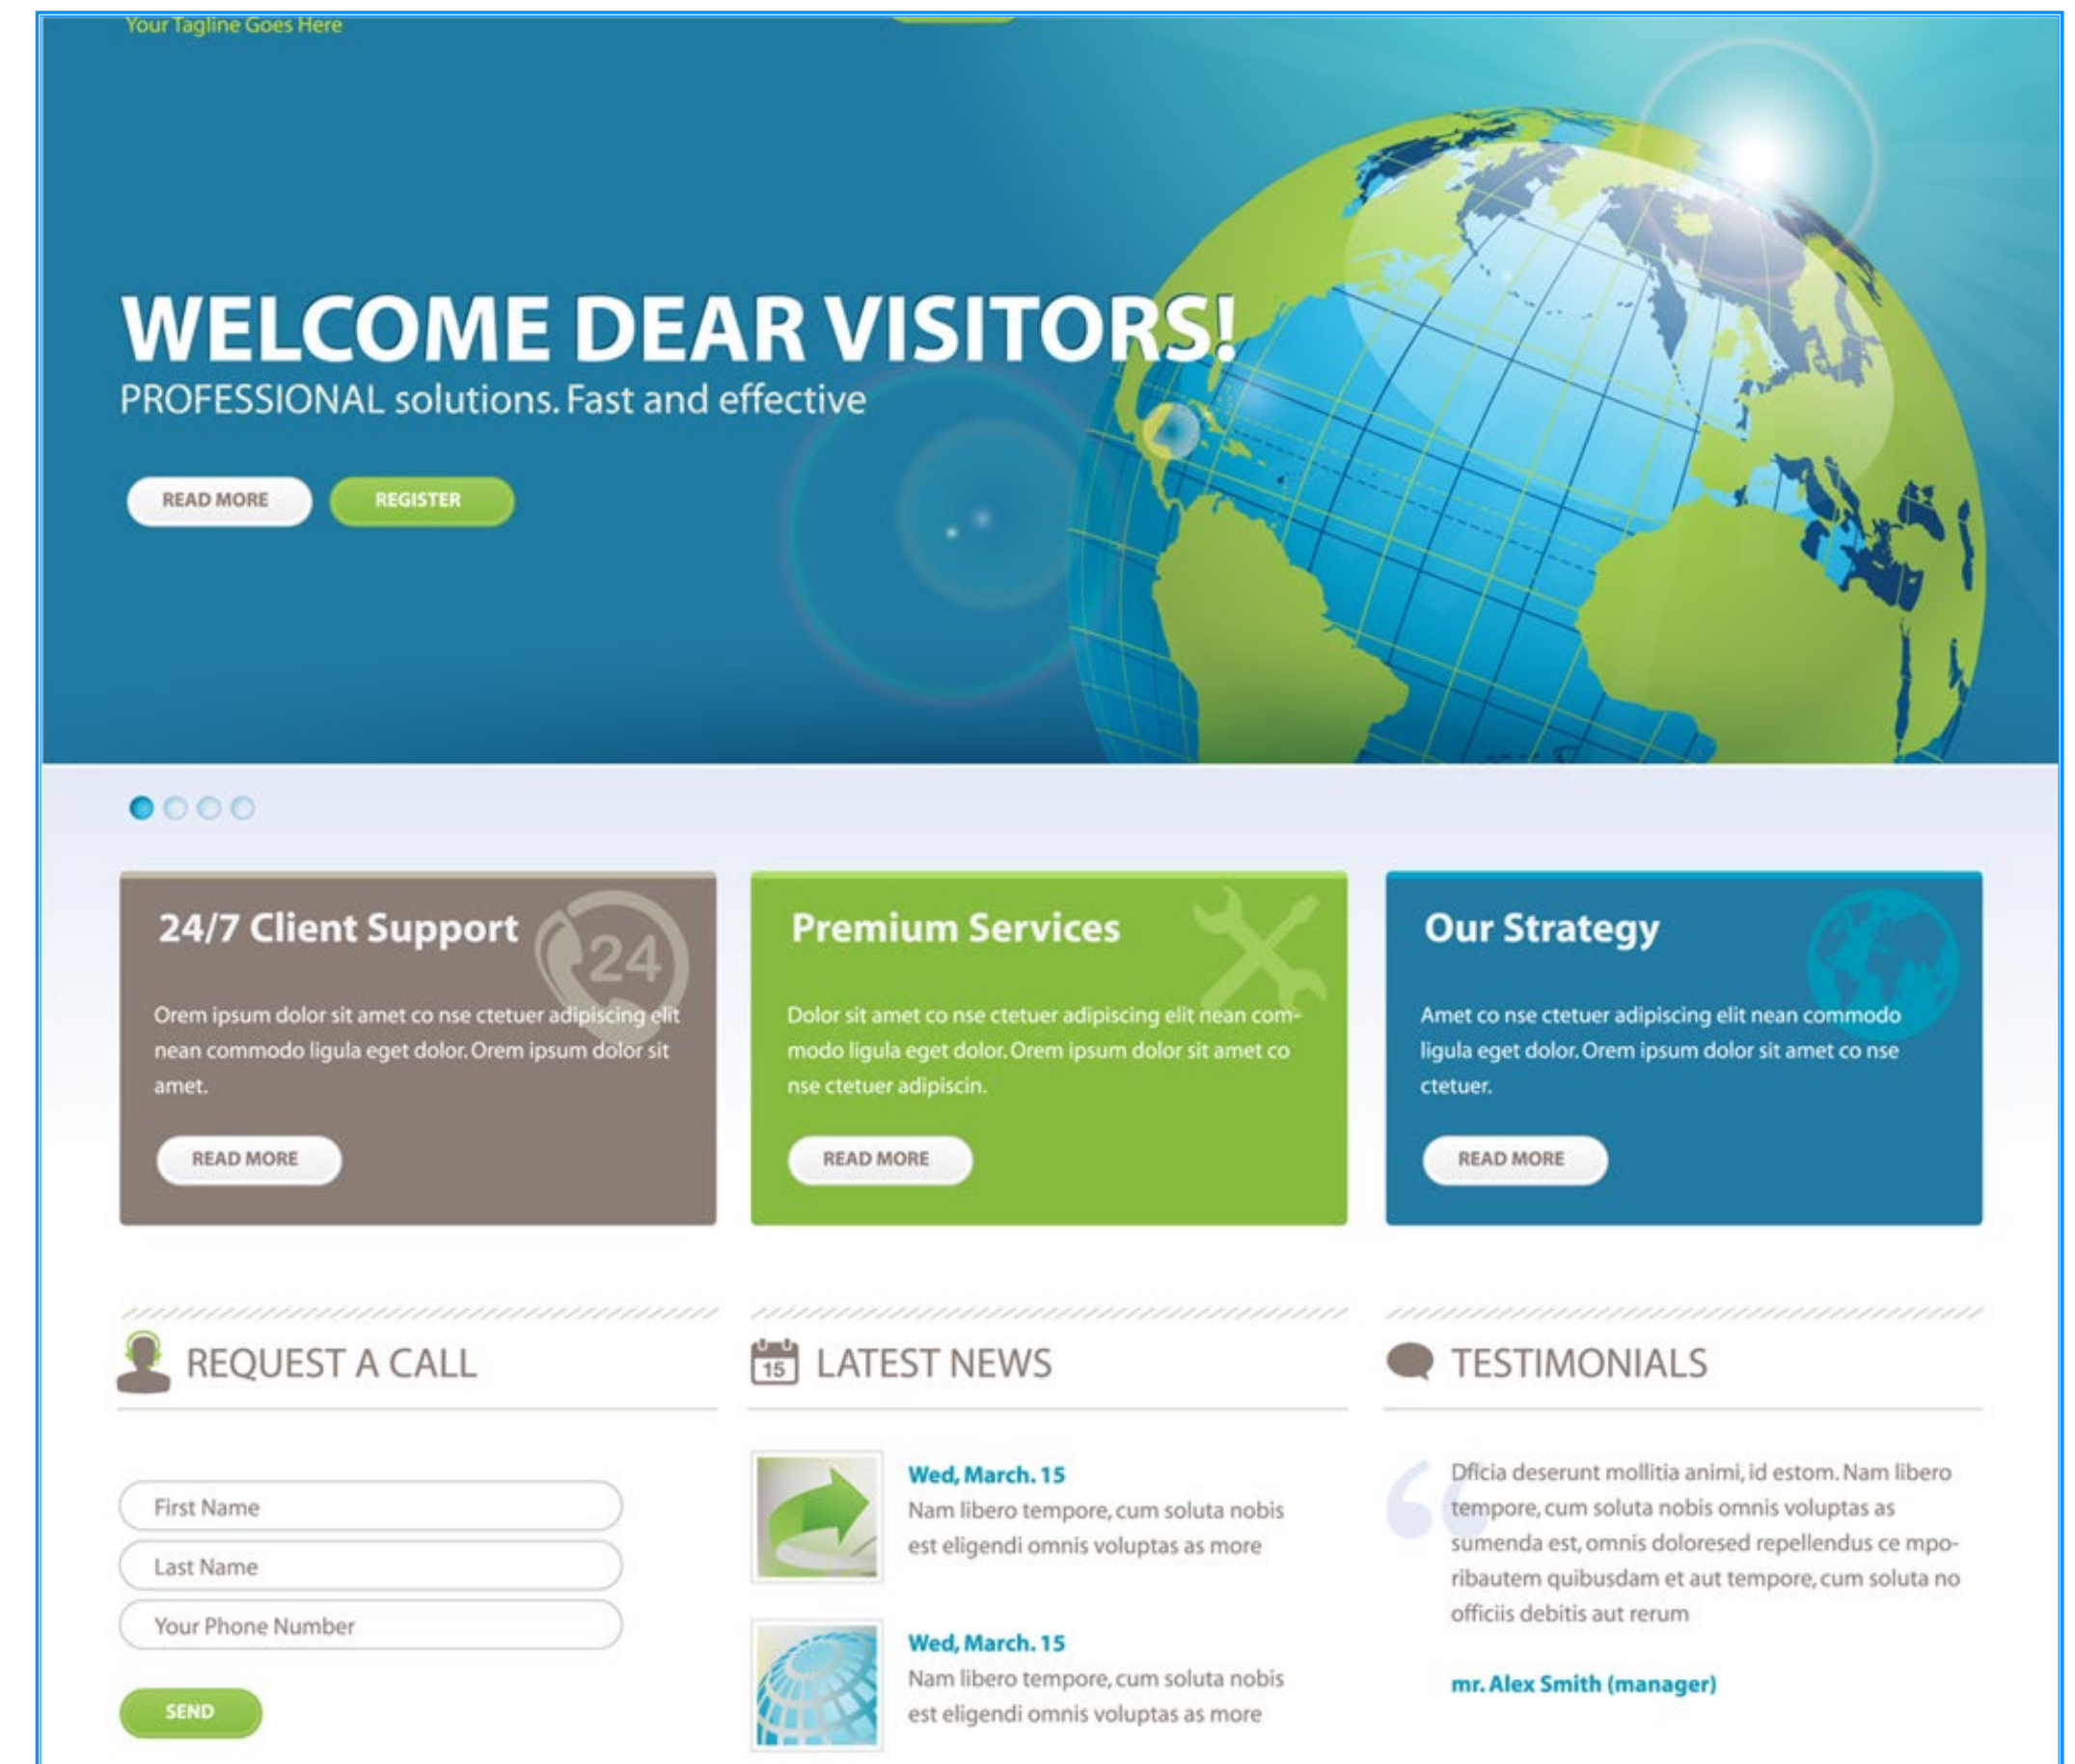 Your Tagline Goes Here
WELCOME DEAR VISITORS!
PROFESSIONAL solutions. Fast and effective
READ MORE
REGISTER
24/7 Client Support
24
Orem ipsum dolor sit amet co nse ctetuer adipiscing elit
nean commodo ligula eget dolor. Orem ipsum dolor sit
amet.
READ MORE
Premium Services
Dolor sit amet co nse ctetuer adipiscing elit nean com-
modo ligula eget dolor. Orem ipsum dolor sit amet co
nse ctetuer adipiscin.
READ MORE
Our Strategy
Amet co nse ctetuer adipiscing elit nean commodo
ligula eget dolor. Orem ipsum dolor sit amet co nse
ctetuer.
READ MORE
REQUEST A CALL
First Name
Last Name
Your Phone Number
SEND
15
LATEST NEWS
Wed, March. 15
Nam libero tempore, cum soluta nobis
est eligendi omnis voluptas as more
Wed, March. 15
Nam libero tempore, cum soluta nobis
est eligendi omnis voluptas as more
TESTIMONIALS
“
Dficia deserunt mollitia animi, id estom. Nam libero
tempore, cum soluta nobis omnis voluptas as
sumenda est, omnis doloresed repellendus ce mpo-
ribautem quibusdam et aut tempore, cum soluta no
officiis debitis aut rerum
mr. Alex Smith (manager)